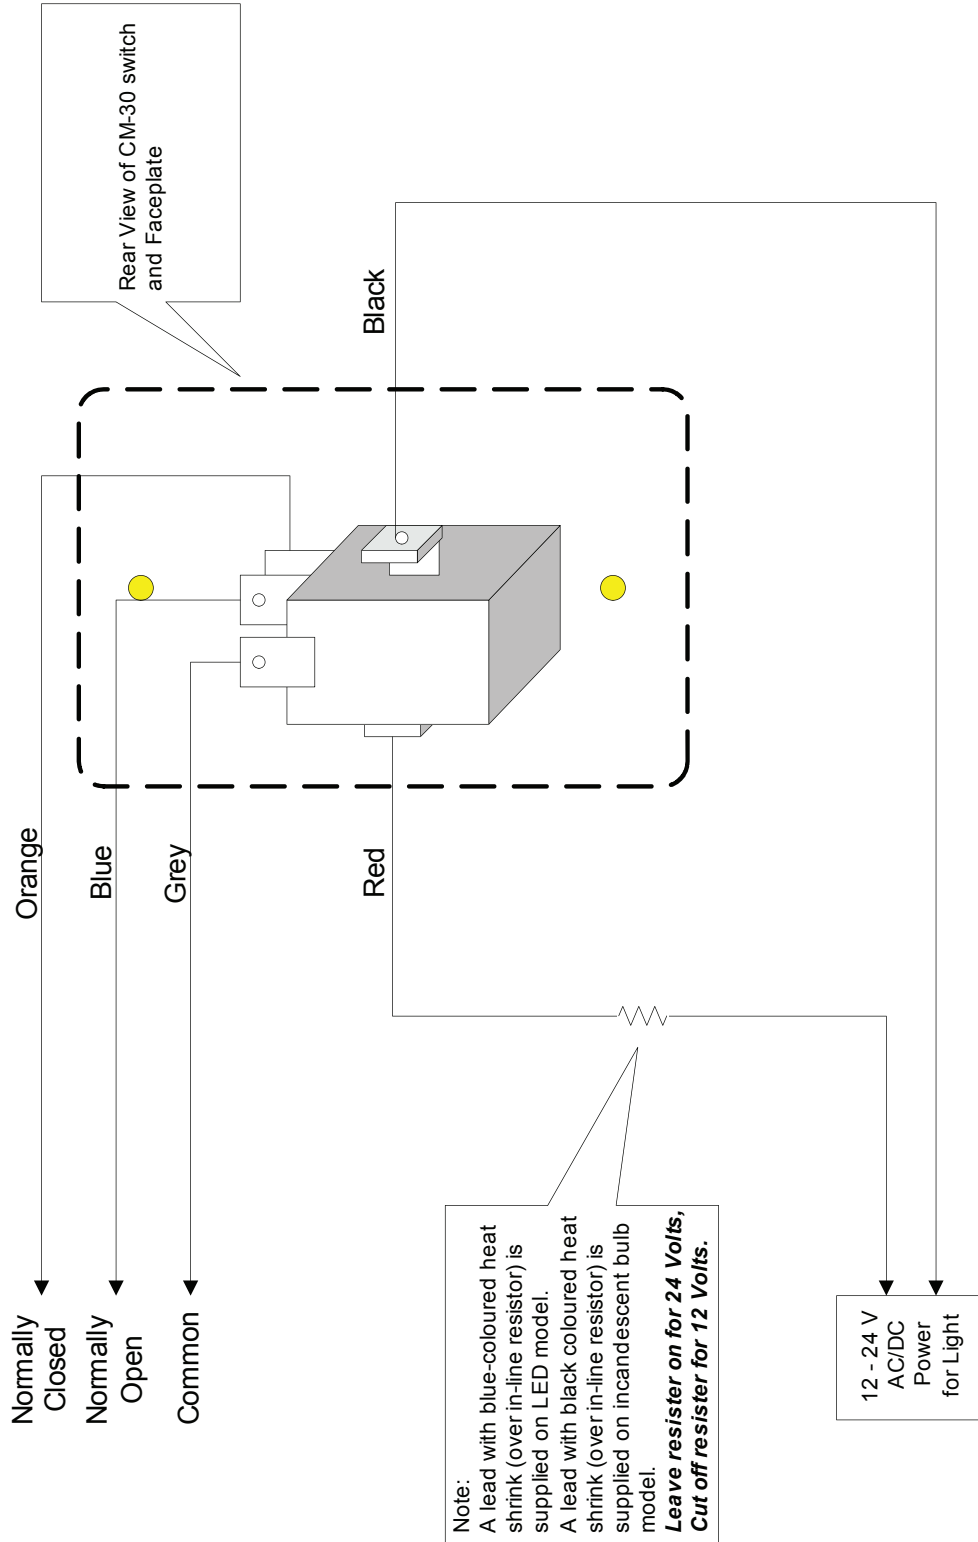 Rear View of CM-30 switch
and Faceplate
Orange
Blue
Grey
Red
Black
Normally
Closed
Normally
Open
Common
Note:
A lead with blue-coloured heat
shrink (over in-line resistor) is
supplied on LED model.
A lead with black coloured heat
shrink (over in-line resistor) is
supplied on incandescent bulb
model.
Leave resister on for 24 Volts,
Cut off resister for 12 Volts.
12 - 24 V
AC/DC
Power
for Light